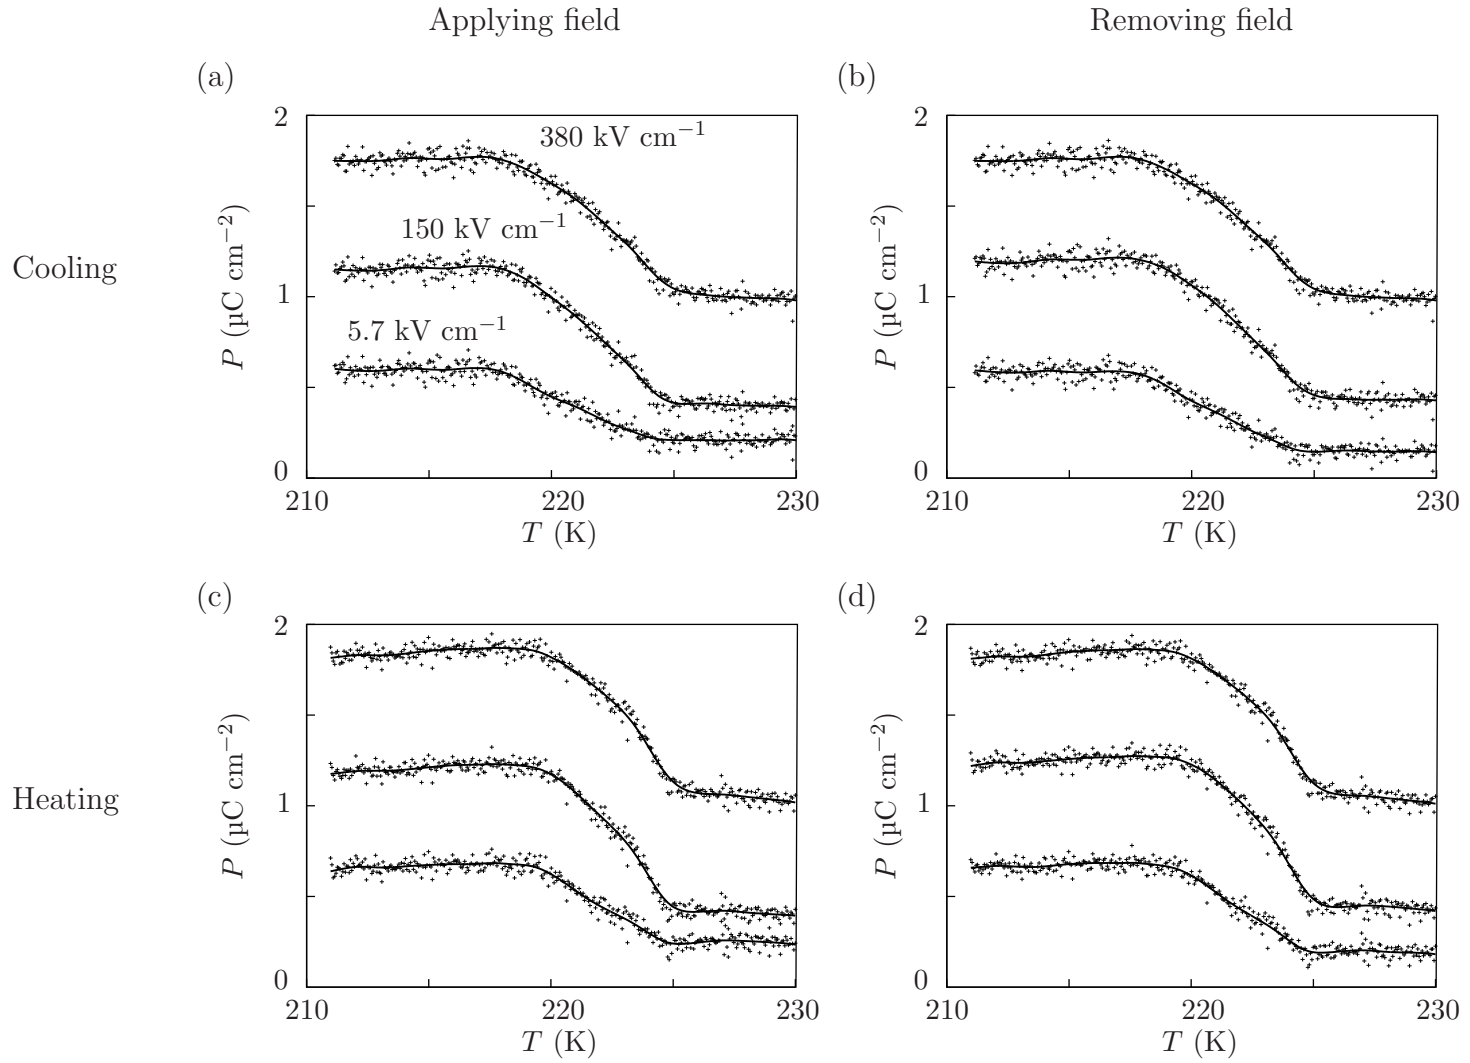 Applying field
Removing field
(a)
(b)
Cooling
2
1
0
P (µC cm⁻²)
380 kV cm⁻¹
150 kV cm⁻¹
5.7 kV cm⁻¹
210
220
230
T (K)
2
1
0
P (µC cm⁻²)
210
220
230
T (K)
(c)
(d)
Heating
2
1
0
P (µC cm⁻²)
210
220
230
T (K)
2
1
0
P (µC cm⁻²)
210
220
230
T (K)